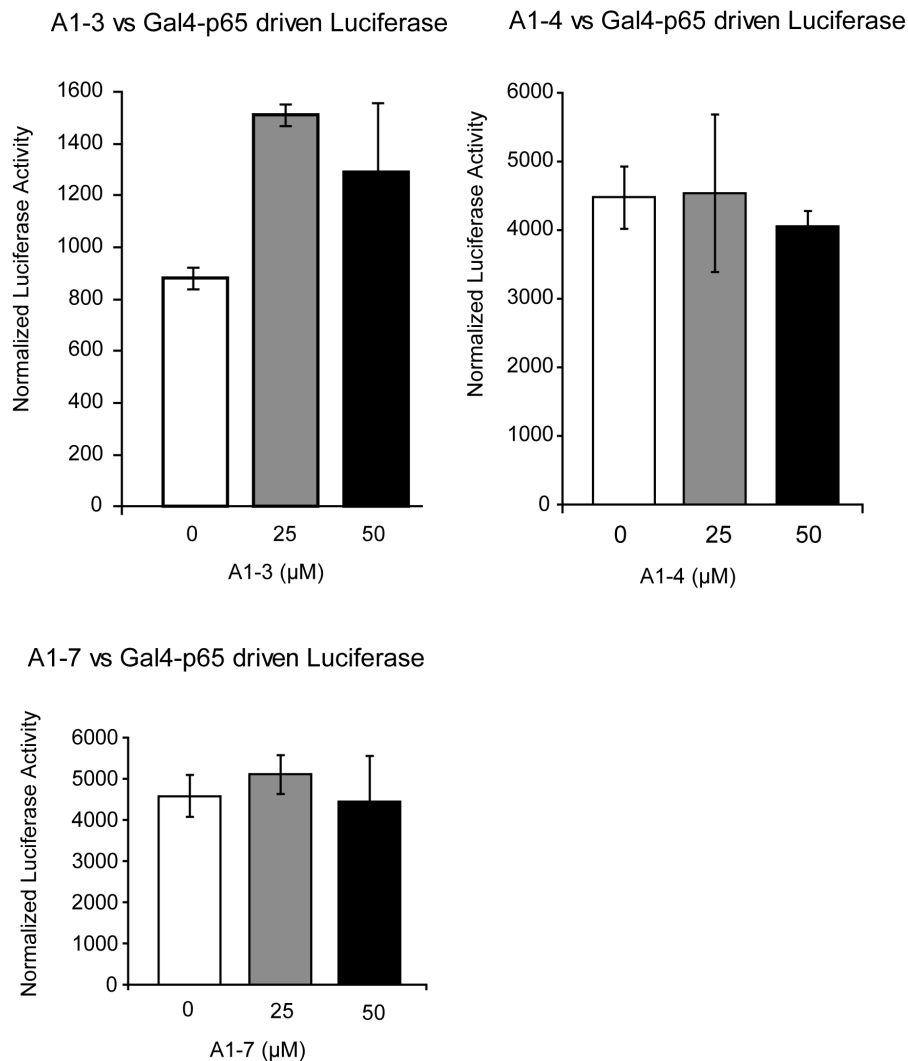 A1-3 vs Gal4-p65 driven Luciferase
Normalized Luciferase Activity
1600
1400
1200
1000
800
600
400
200
0
0 25 50
A1-3 (µM)
A1-4 vs Gal4-p65 driven Luciferase
Normalized Luciferase Activity
6000
5000
4000
3000
2000
1000
0
0 25 50
A1-4 (µM)
A1-7 vs Gal4-p65 driven Luciferase
Normalized Luciferase Activity
6000
5000
4000
3000
2000
1000
0
0 25 50
A1-7 (µM)